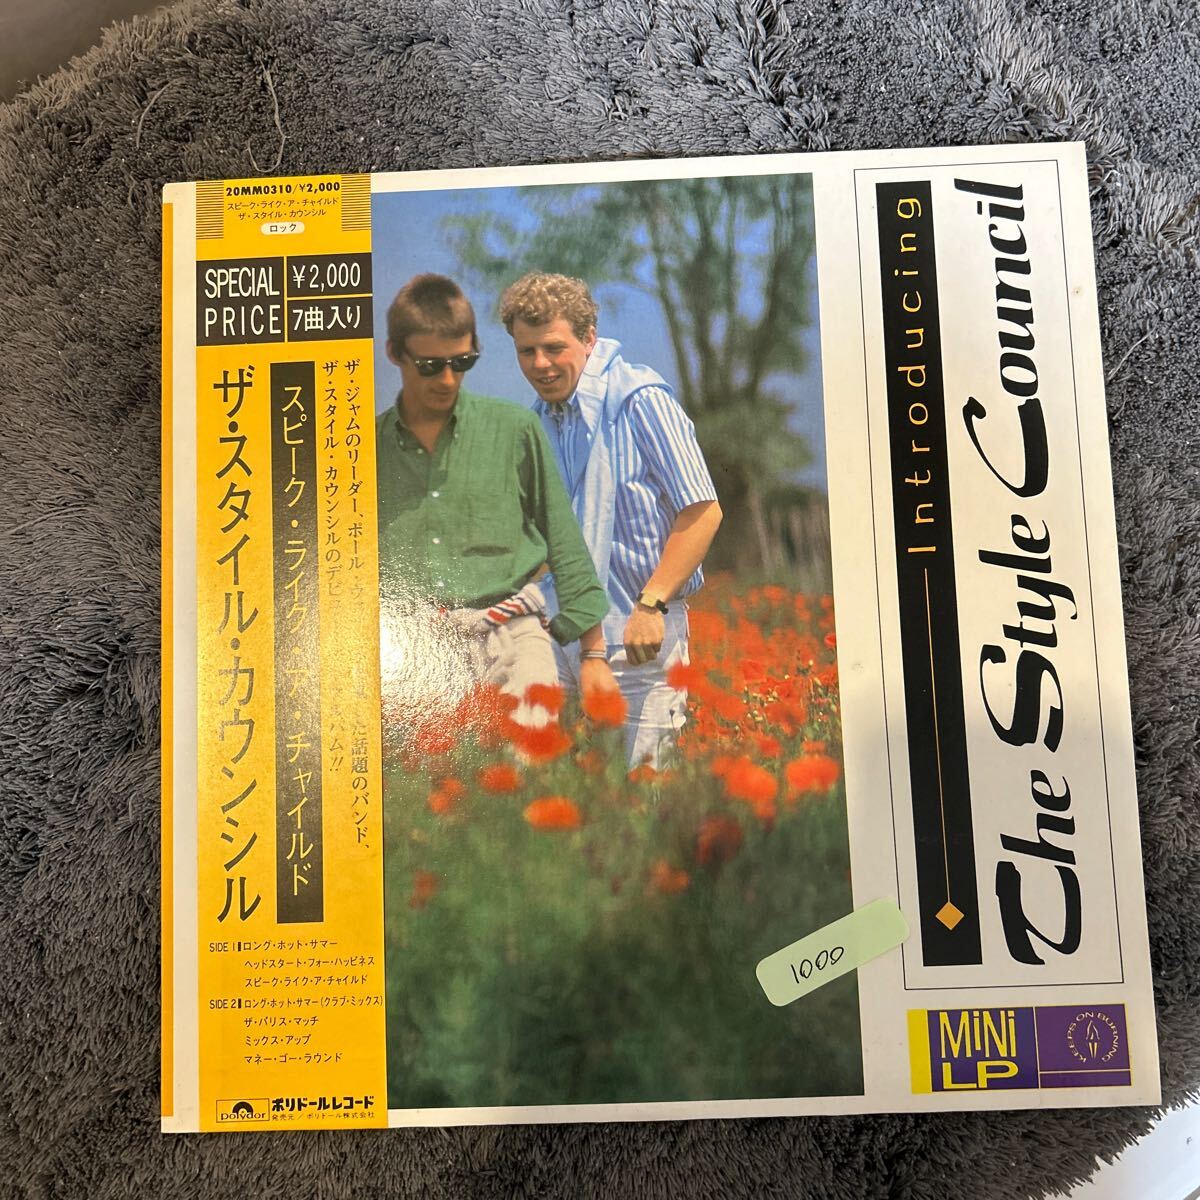 20MM0310/¥2,000
スピーク・ライク・ア・チャイルド
ザ・スタイル・カウンシル
ロック
SPECIAL PRICE
¥2,000
7曲入り
ザ・ジャムのリーダー、ポール・ウ
た話題のバンド、
ザ・スタイル・カウンシルのデビ
バム!!
スピーク・ライク・ア・チャイルド
ザ・スタイル・カウンシル
SIDE 1 ロング・ホット・サマー
ヘッドスタート・フォー・ハッピネス
スピーク・ライク・ア・チャイルド
SIDE 2 ロング・ホット・サマー(クラブ・ミックス)
ザ・パリス・マッチ
ミックス・アップ
マネー・ゴー・ラウンド
polydor ポリドールレコード
発売元/ポリドール株式会社
Introducing
The Style Council
1000
MiNi LP
KEEPS ON BURNING